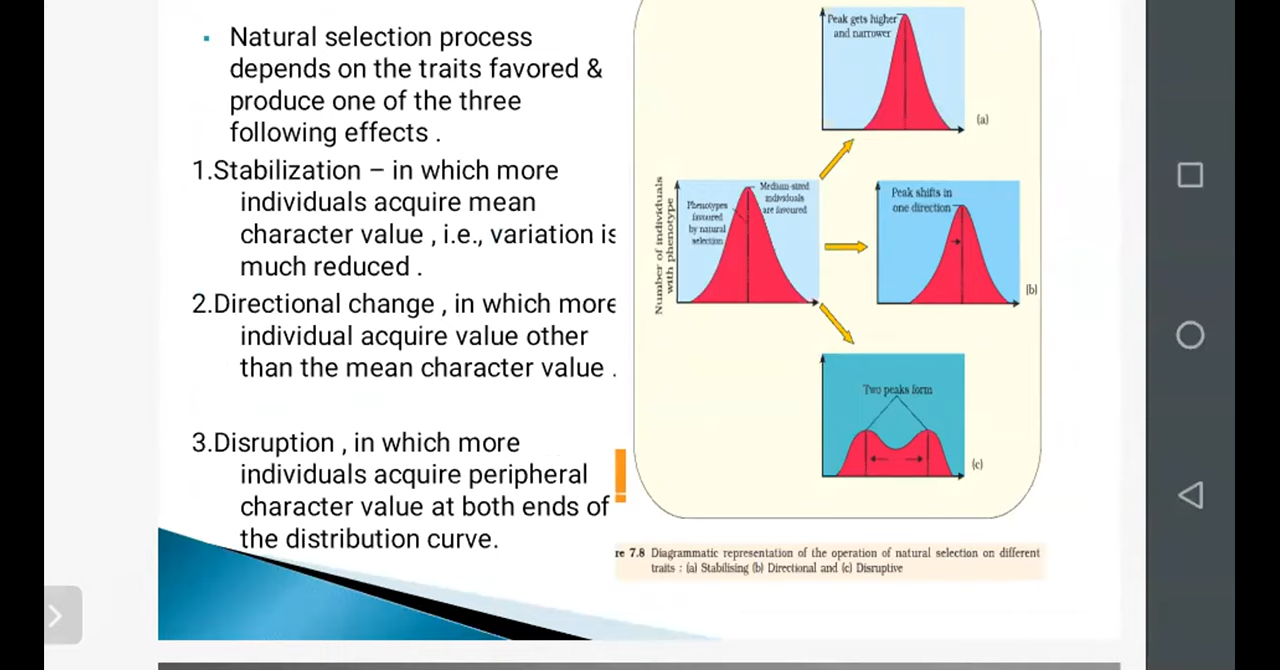 ▪ Natural selection process
depends on the traits favored &
produce one of the three
following effects .
1.Stabilization – in which more
individuals acquire mean
character value , i.e., variation is
much reduced .
2.Directional change , in which more
individual acquire value other
than the mean character value .
3.Disruption , in which more
individuals acquire peripheral
character value at both ends of
the distribution curve.
Peak gets higher
and narrower
(a)
Number of individuals
with phenotype
Phenotypes
favoured
by natural
selection
Medium-sized
individuals
are favoured
Peak shifts in
one direction
(b)
Two peaks form
(c)
re 7.8 Diagrammatic representation of the operation of natural selection on different
traits : (a) Stabilising (b) Directional and (c) Disruptive